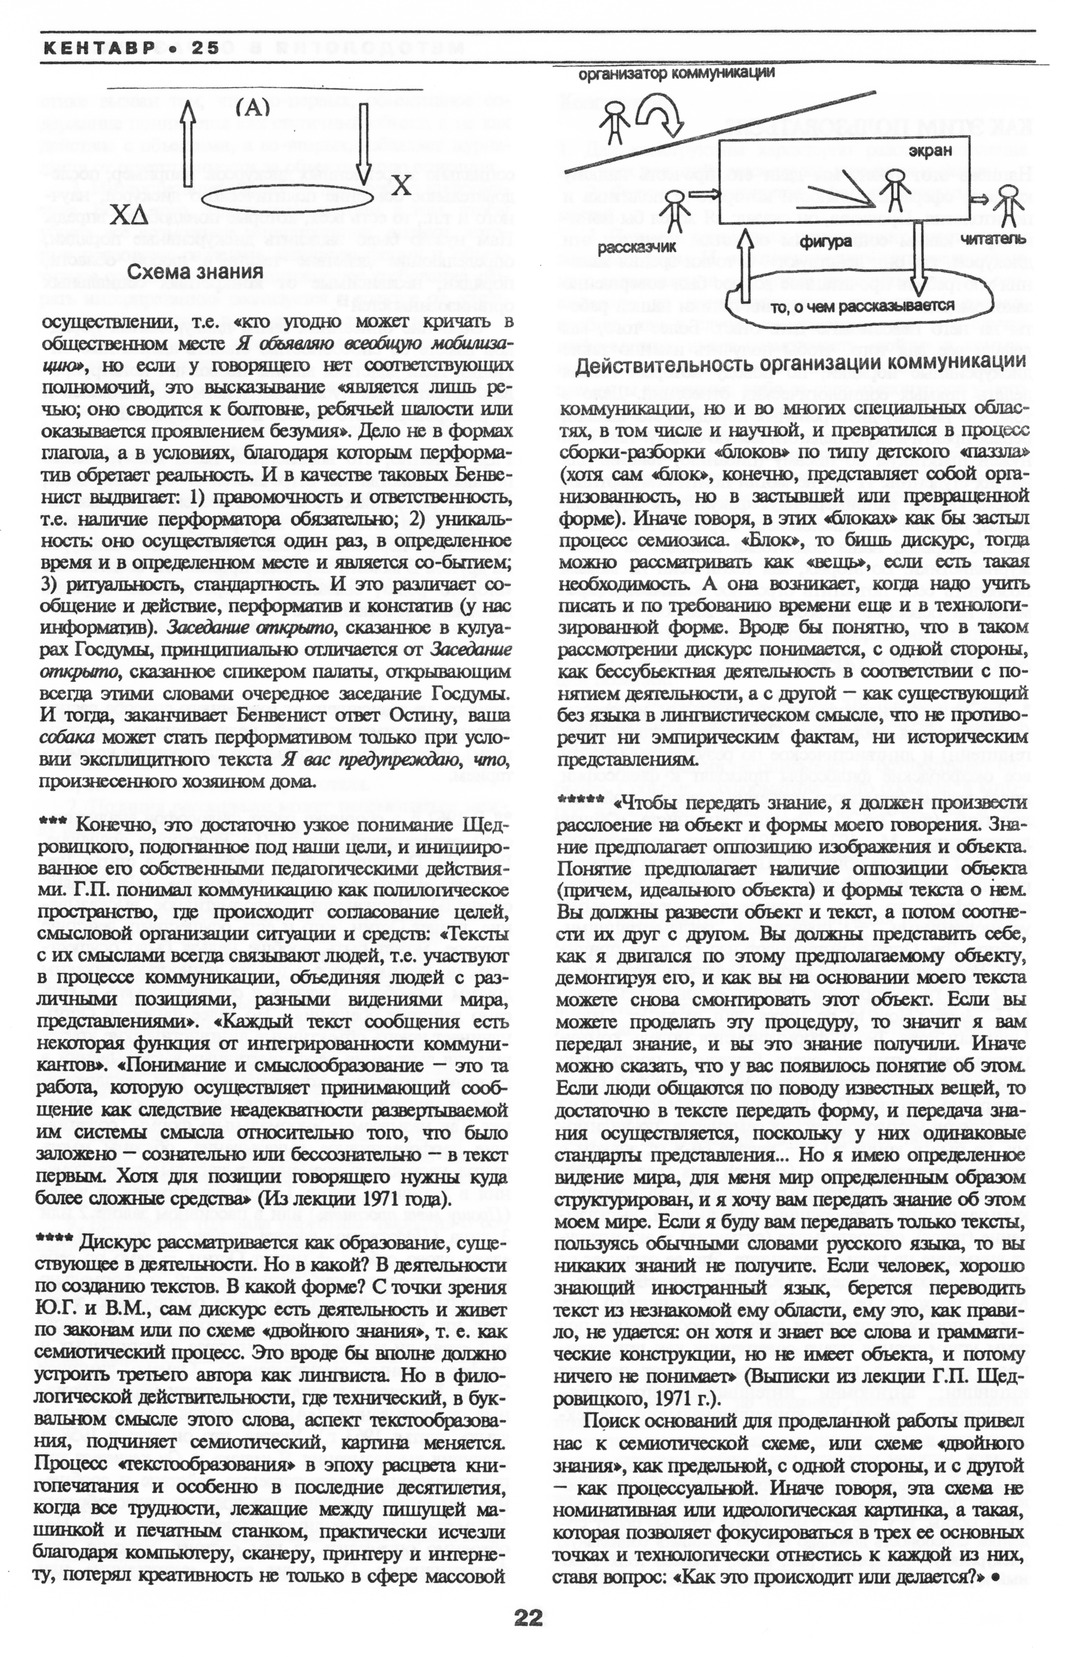 КЕНТАВР • 25
(А)
Х
ХΔ
Схема знания
осуществлении, т.е. «кто угодно может кричать в
общественном месте Я объявляю всеобщую мобилиза-
цию», но если у говорящего нет соответствующих
полномочий, это высказывание «является лишь ре-
чью; оно сводится к болтовне, ребячьей шалости или
оказывается проявлением безумия». Дело не в формах
глагола, а в условиях, благодаря которым перформа-
тив обретает реальность. И в качестве таковых Бенве-
нист выдвигает: 1) правомочность и ответственность,
т.е. наличие перформатора обязательно; 2) уникаль-
ность: оно осуществляется один раз, в определенное
время и в определенном месте и является со-бытием;
3) ритуальность, стандартность. И это различает со-
общение и действие, перформатив и констатив (у нас
информатив). Заседание открыто, сказанное в кулуа-
рах Госдумы, принципиально отличается от Заседание
открыто, сказанное спикером палаты, открывающим
всегда этими словами очередное заседание Госдумы.
И тогда, заканчивает Бенвенист ответ Остину, ваша
собака может стать перформативом только при усло-
вии эксплицитного текста Я вас предупреждаю, что,
произнесенного хозяином дома.
*** Конечно, это достаточно узкое понимание Щед-
ровицкого, подогнанное под наши цели, и иницииро-
ванное его собственными педагогическими действия-
ми. Г.П. понимал коммуникацию как полилогическое
пространство, где происходит согласование целей,
смысловой организации ситуации и средств: «Тексты
с их смыслами всегда связывают людей, т.е. участвуют
в процессе коммуникации, объединяя людей с раз-
личными позициями, разными видениями мира,
представлениями». «Каждый текст сообщения есть
некоторая функция от интегрированности коммуни-
кантов». «Понимание и смыслообразование — это та
работа, которую осуществляет принимающий сооб-
щение как следствие неадекватности развертываемой
им системы смысла относительно того, что было
заложено — сознательно или бессознательно — в текст
первым. Хотя для позиции говорящего нужны куда
более сложные средства» (Из лекции 1971 года).
**** Дискурс рассматривается как образование, суще-
ствующее в деятельности. Но в какой? В деятельности
по созданию текстов. В какой форме? С точки зрения
Ю.Г. и В.М., сам дискурс есть деятельность и живет
по законам или по схеме «двойного знания», т. е. как
семиотический процесс. Это вроде бы вполне должно
устроить третьего автора как лингвиста. Но в фило-
логической действительности, где технический, в бук-
вальном смысле этого слова, аспект текстообразова-
ния, подчиняет семиотический, картина меняется.
Процесс «текстообразования» в эпоху расцвета кни-
гопечатания и особенно в последние десятилетия,
когда все трудности, лежащие между пишущей ма-
шинкой и печатным станком, практически исчезли
благодаря компьютеру, сканеру, принтеру и интерне-
ту, потерял креативность не только в сфере массовой
организатор коммуникации
экран
рассказчик
фигура
читатель
то, о чем рассказывается
Действительность организации коммуникации
коммуникации, но и во многих специальных облас-
тях, в том числе и научной, и превратился в процесс
сборки-разборки «блоков» по типу детского «паззла»
(хотя сам «блок», конечно, представляет собой орга-
низованность, но в застывшей или превращенной
форме). Иначе говоря, в этих «блоках» как бы застыл
процесс семиозиса. «Блок», то бишь дискурс, тогда
можно рассматривать как «вещь», если есть такая
необходимость. А она возникает, когда надо учить
писать и по требованию времени еще и в технологи-
зированной форме. Вроде бы понятно, что в таком
рассмотрении дискурс понимается, с одной стороны,
как бессубъектная деятельность в соответствии с по-
нятием деятельности, а с другой — как существующий
без языка в лингвистическом смысле, что не противо-
речит ни эмпирическим фактам, ни историческим
представлениям.
***** «Чтобы передать знание, я должен произвести
расслоение на объект и формы моего говорения. Зна-
ние предполагает оппозицию изображения и объекта.
Понятие предполагает наличие оппозиции объекта
(причем, идеального объекта) и формы текста о нем.
Вы должны развести объект и текст, а потом соотне-
сти их друг с другом. Вы должны представить себе,
как я двигался по этому предполагаемому объекту,
демонтируя его, и как вы на основании моего текста
можете снова смонтировать этот объект. Если вы
можете проделать эту процедуру, то значит я вам
передал знание, и вы это знание получили. Иначе
можно сказать, что у вас появилось понятие об этом.
Если люди общаются по поводу известных вещей, то
достаточно в тексте передать форму, и передача зна-
ния осуществляется, поскольку у них одинаковые
стандарты представления... Но я имею определенное
видение мира, для меня мир определенным образом
структурирован, и я хочу вам передать знание об этом
моем мире. Если я буду вам передавать только тексты,
пользуясь обычными словами русского языка, то вы
никаких знаний не получите. Если человек, хорошо
знающий иностранный язык, берется переводить
текст из незнакомой ему области, ему это, как прави-
ло, не удается: он хотя и знает все слова и граммати-
ческие конструкции, но не имеет объекта, и потому
ничего не понимает» (Выписки из лекции Г.П. Щед-
ровицкого, 1971 г.).
Поиск оснований для проделанной работы привел
нас к семиотической схеме, или схеме «двойного
знания», как предельной, с одной стороны, и с другой
— как процессуальной. Иначе говоря, эта схема не
номинативная или идеологическая картинка, а такая,
которая позволяет фокусироваться в трех ее основных
точках и технологически отнестись к каждой из них,
ставя вопрос: «Как это происходит или делается?» •
22